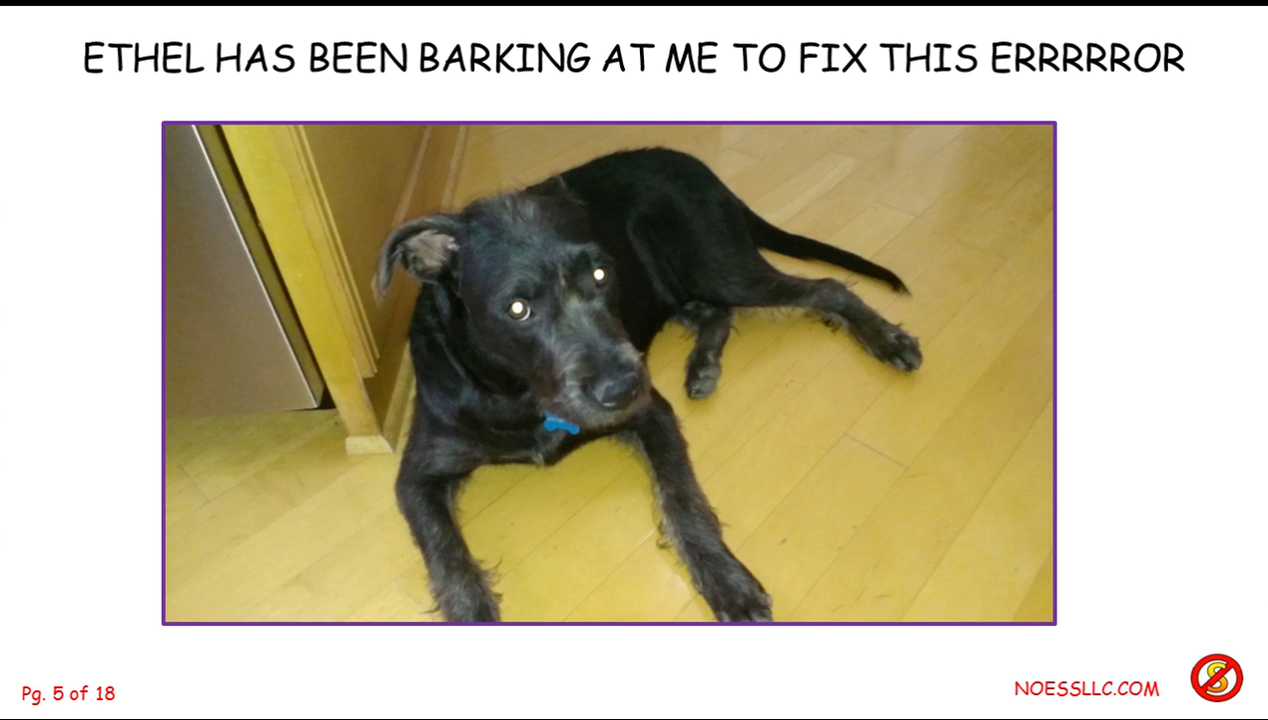 ETHEL HAS BEEN BARKING AT ME TO FIX THIS ERRRRROR
Pg. 5 of 18
NOESSLLC.COM
S